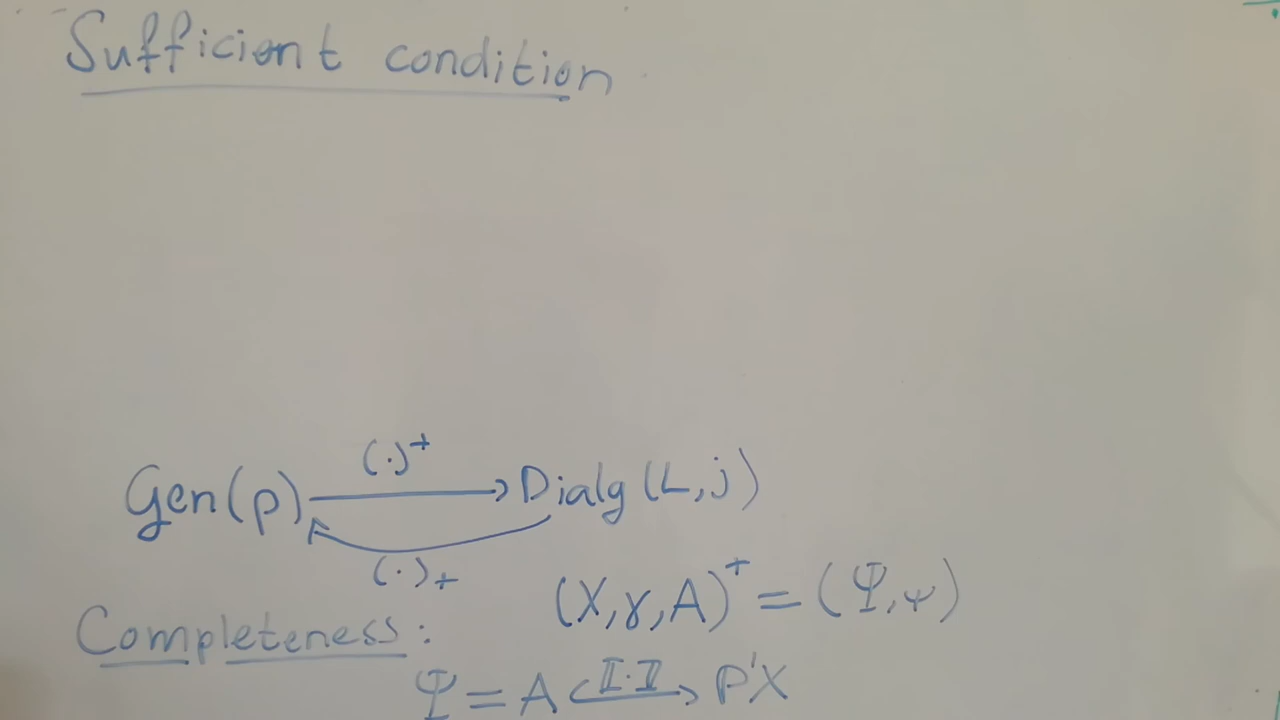 Sufficient condition
(·)⁺
Gen(p) → Dialg(L,j)
(·)₊
(X,γ,A)⁺ = (Ψ,ψ)
Completeness:
Ψ = A ⟦·⟧ P'X